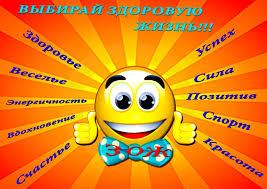 ВЫБИРАЙ ЗДОРОВУЮ
ЖИЗНЬ!!!
Здоровье
Успех
Веселье
Сила
Энергичность
Позитив
Вдохновение
Спорт
Счастье
Красота
ЗОЖ